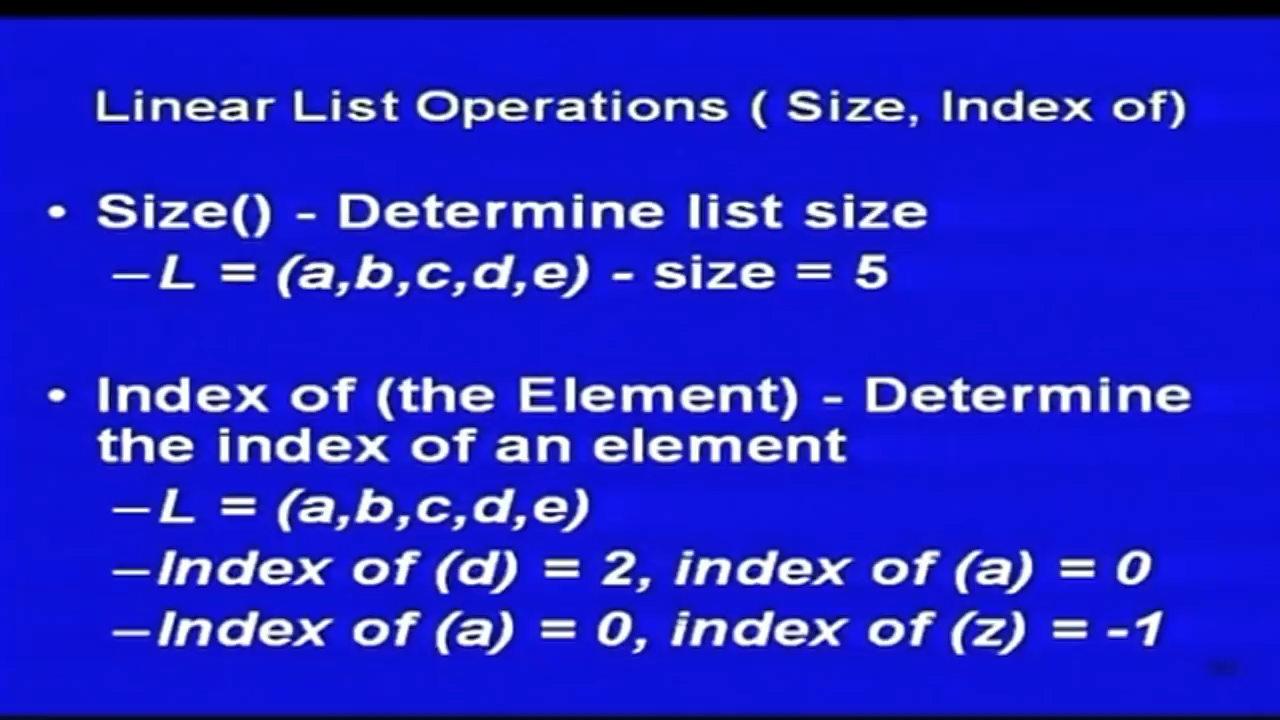 Linear List Operations ( Size, Index of)
• Size() - Determine list size
–L = (a,b,c,d,e) - size = 5
• Index of (the Element) - Determine
the index of an element
–L = (a,b,c,d,e)
–Index of (d) = 2, index of (a) = 0
–Index of (a) = 0, index of (z) = -1